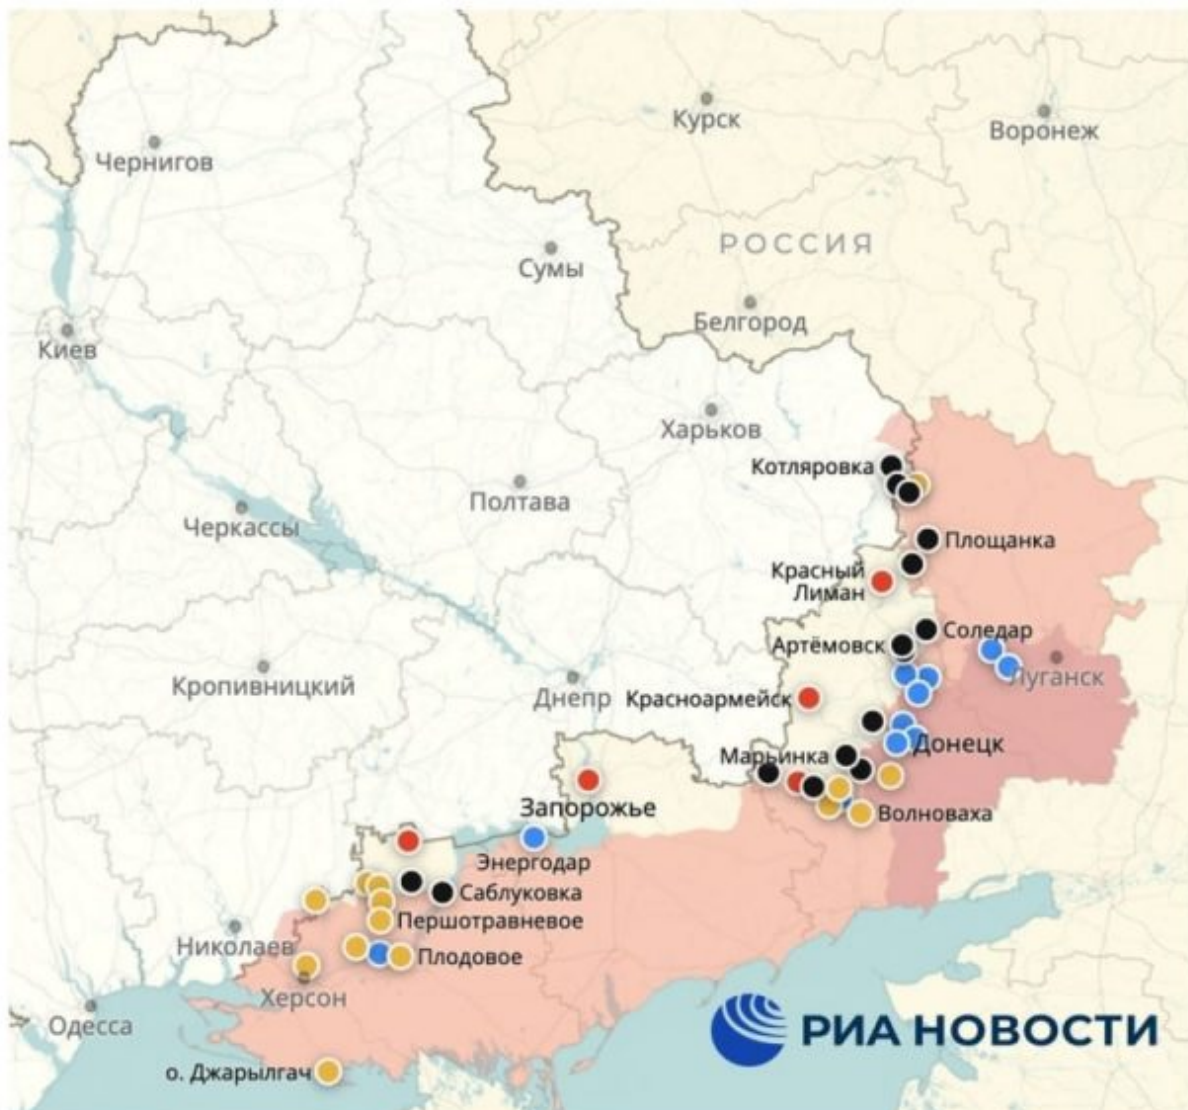 Курск
Воронеж
Чернигов
РОССИЯ
Сумы
Белгород
Киев
Харьков
Котляровка
Полтава
Черкассы
Площанка
Красный
Лиман
Соледар
Артёмовск
Луганск
Кропивницкий
Днепр
Красноармейск
Донецк
Марьинка
Запорожье
Волноваха
Энергодар
Саблуковка
Першотравневое
Николаев
Плодовое
Херсон
Одесса
РИА НОВОСТИ
о. Джарылгач